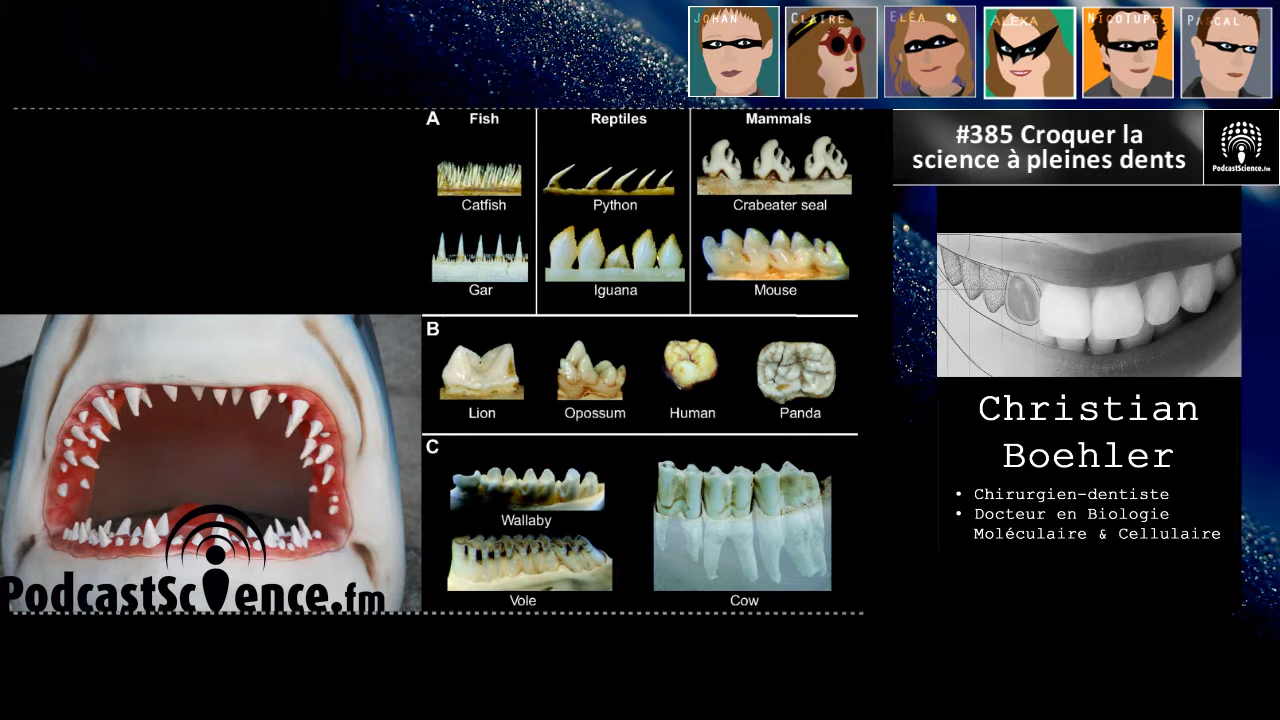 JOHAN
CLAIRE
ELÉA
ALEXA
NICOTUPE
PASCAL
#385 Croquer la
science à pleines dents
PodcastScience.fm
A
Fish
Reptiles
Mammals
Catfish
Python
Crabeater seal
Gar
Iguana
Mouse
B
Lion
Opossum
Human
Panda
C
Wallaby
Vole
Cow
PodcastScience.fm
Christian
Boehler
• Chirurgien-dentiste
• Docteur en Biologie
Moléculaire & Cellulaire